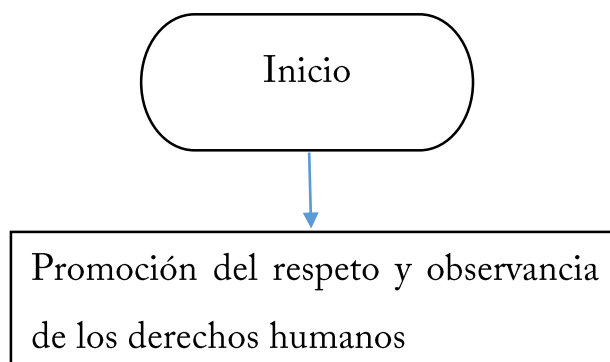 Inicio
Promoción del respeto y observancia
de los derechos humanos